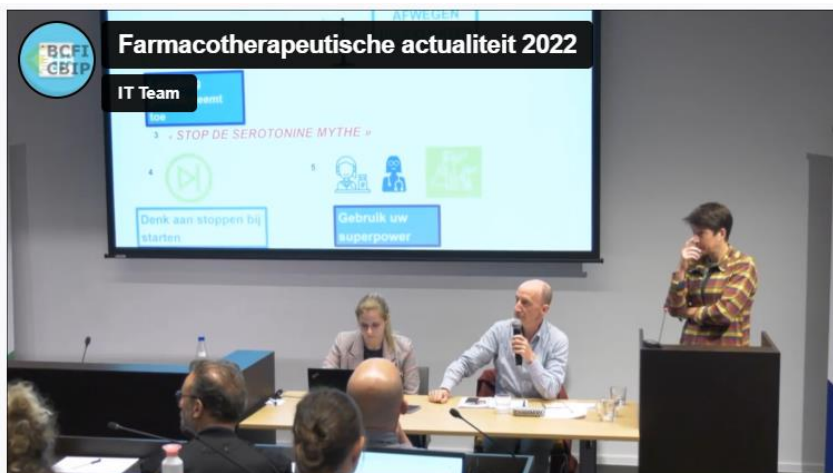 BCFI
CBIP
Farmacotherapeutische actualiteit 2022
IT Team
AFWEGEN
toe
3 « STOP DE SEROTONINE MYTHE »
4
5
Denk aan stoppen bij
starten
Gebruik uw
superpower